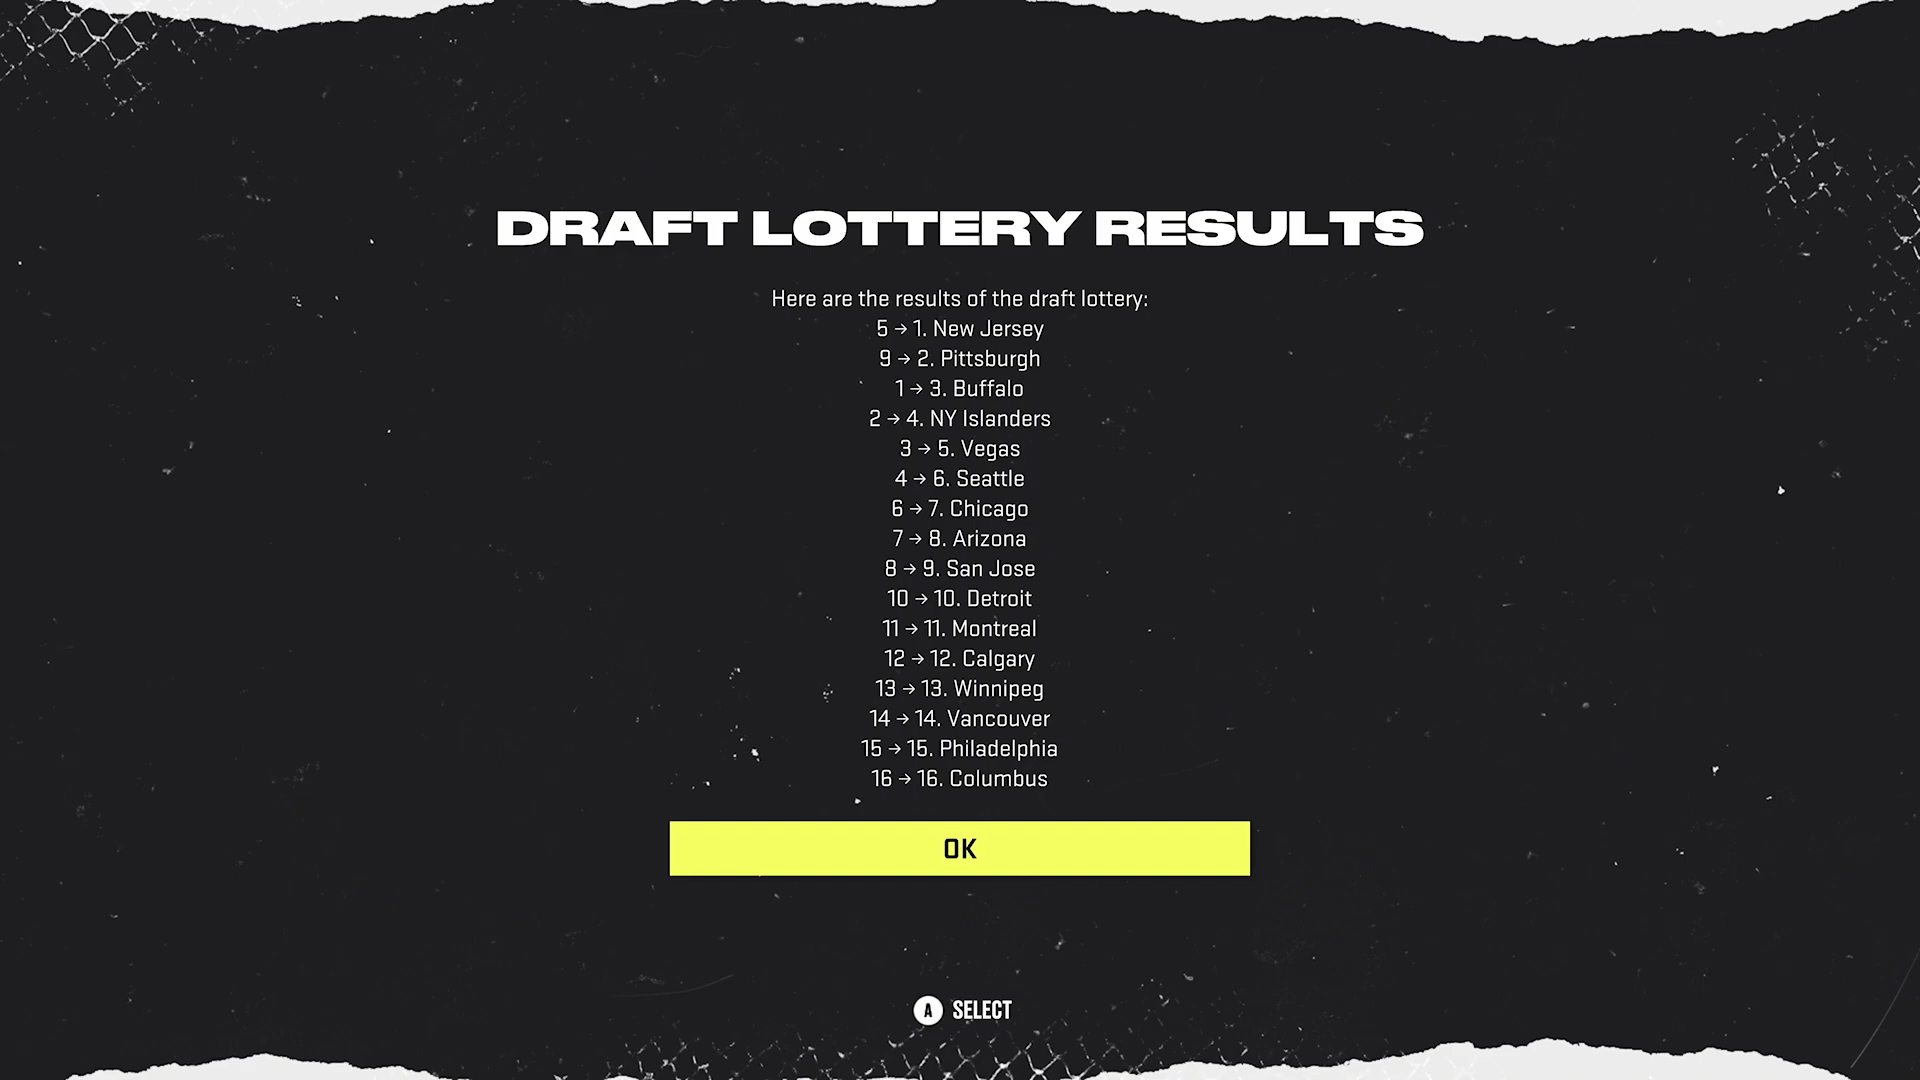 DRAFT LOTTERY RESULTS
Here are the results of the draft lottery:
5 → 1. New Jersey
9 → 2. Pittsburgh
1 → 3. Buffalo
2 → 4. NY Islanders
3 → 5. Vegas
4 → 6. Seattle
6 → 7. Chicago
7 → 8. Arizona
8 → 9. San Jose
10 → 10. Detroit
11 → 11. Montreal
12 → 12. Calgary
13 → 13. Winnipeg
14 → 14. Vancouver
15 → 15. Philadelphia
16 → 16. Columbus
OK
A SELECT